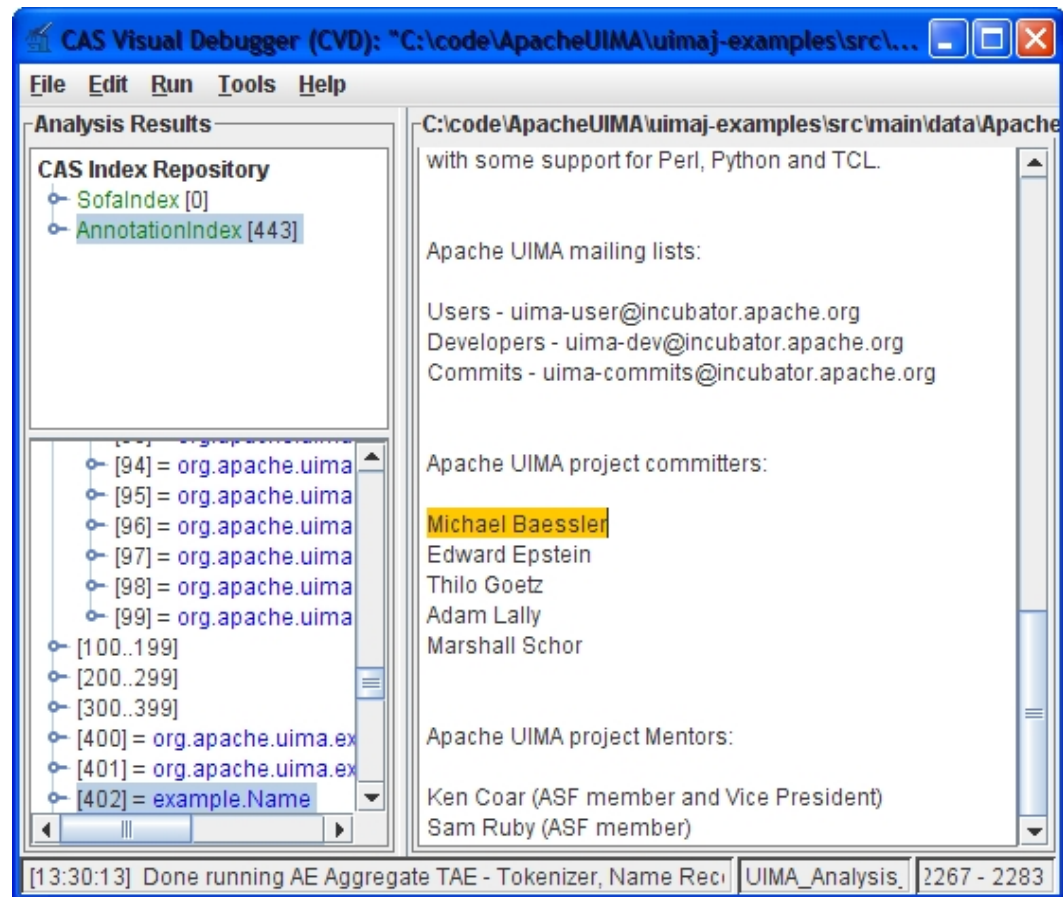 CAS Visual Debugger (CVD): "C:\code\ApacheUIMA\uimaj-examples\src\...
File Edit Run Tools Help
Analysis Results
CAS Index Repository
SofaIndex [0]
AnnotationIndex [443]
[94] = org.apache.uima
[95] = org.apache.uima
[96] = org.apache.uima
[97] = org.apache.uima
[98] = org.apache.uima
[99] = org.apache.uima
[100..199]
[200..299]
[300..399]
[400] = org.apache.uima.ex
[401] = org.apache.uima.ex
[402] = example.Name
C:\code\ApacheUIMA\uimaj-examples\src\main\data\Apache
with some support for Perl, Python and TCL.
Apache UIMA mailing lists:
Users - uima-user@incubator.apache.org
Developers - uima-dev@incubator.apache.org
Commits - uima-commits@incubator.apache.org
Apache UIMA project committers:
Michael Baessler
Edward Epstein
Thilo Goetz
Adam Lally
Marshall Schor
Apache UIMA project Mentors:
Ken Coar (ASF member and Vice President)
Sam Ruby (ASF member)
[13:30:13] Done running AE Aggregate TAE - Tokenizer, Name Rec
UIMA_Analysis_
2267 - 2283